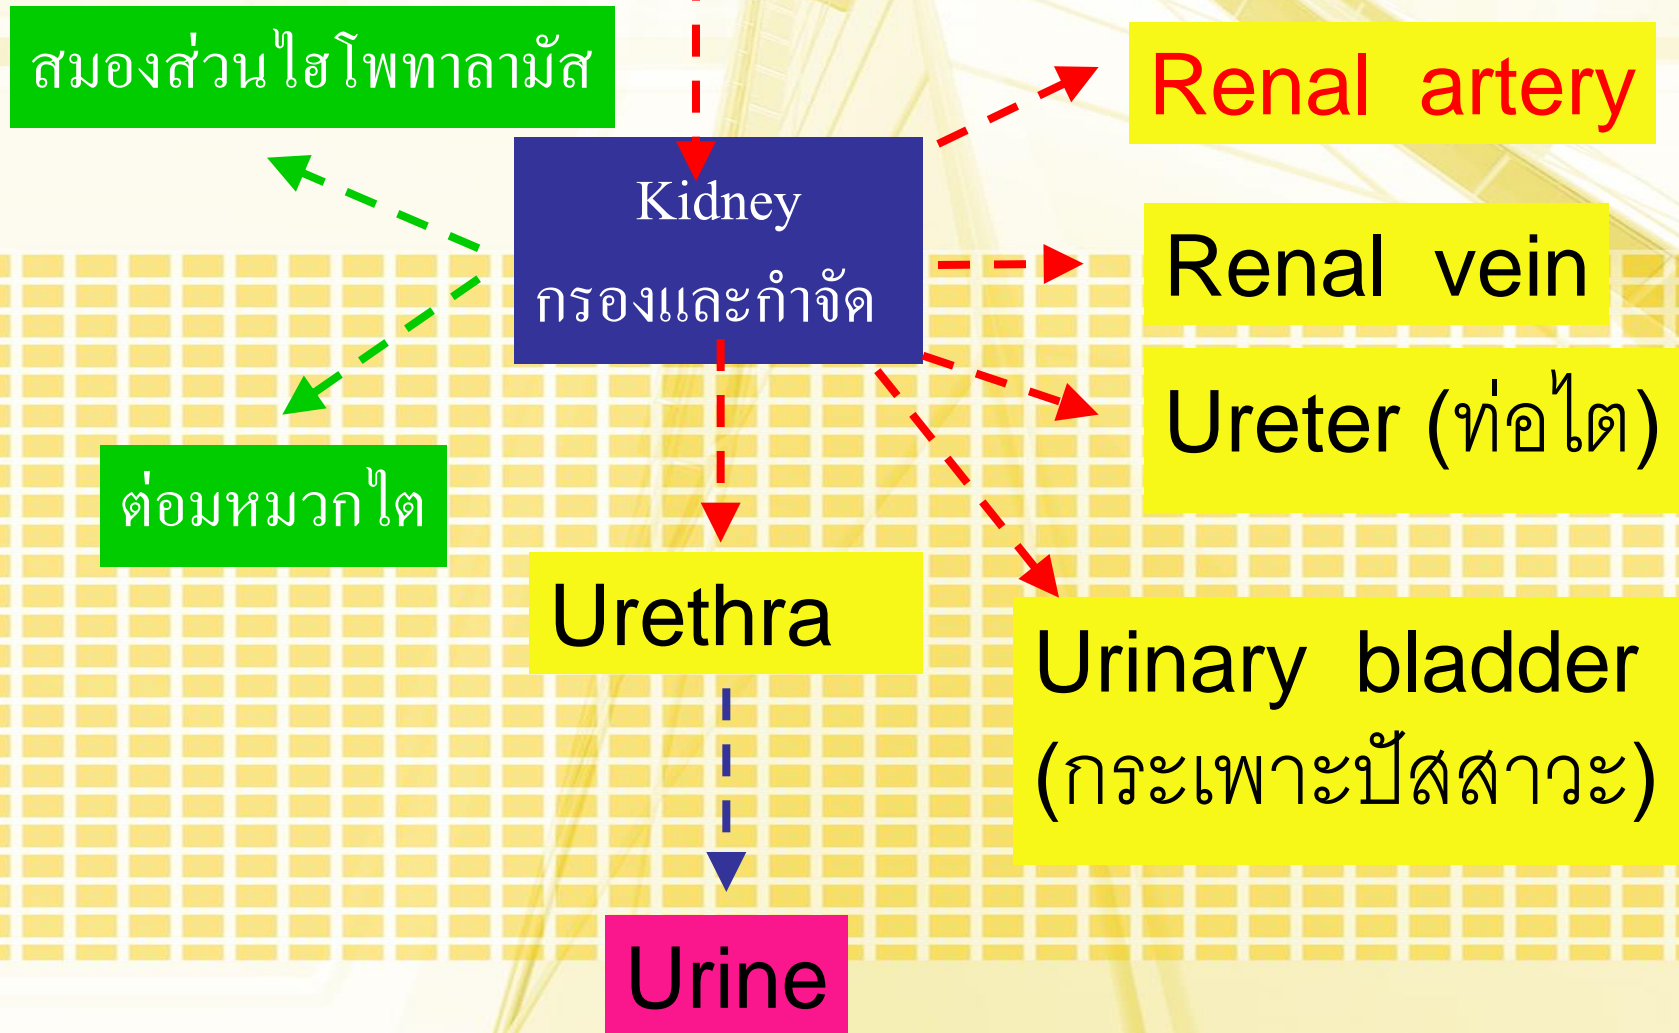 สมองส่วนไฮโพทาลามัส
Renal artery
Kidney
กรองและกำจัด
Renal vein
Ureter (ท่อไต)
ต่อมหมวกไต
Urethra
Urinary bladder
(กระเพาะปัสสาวะ)
Urine